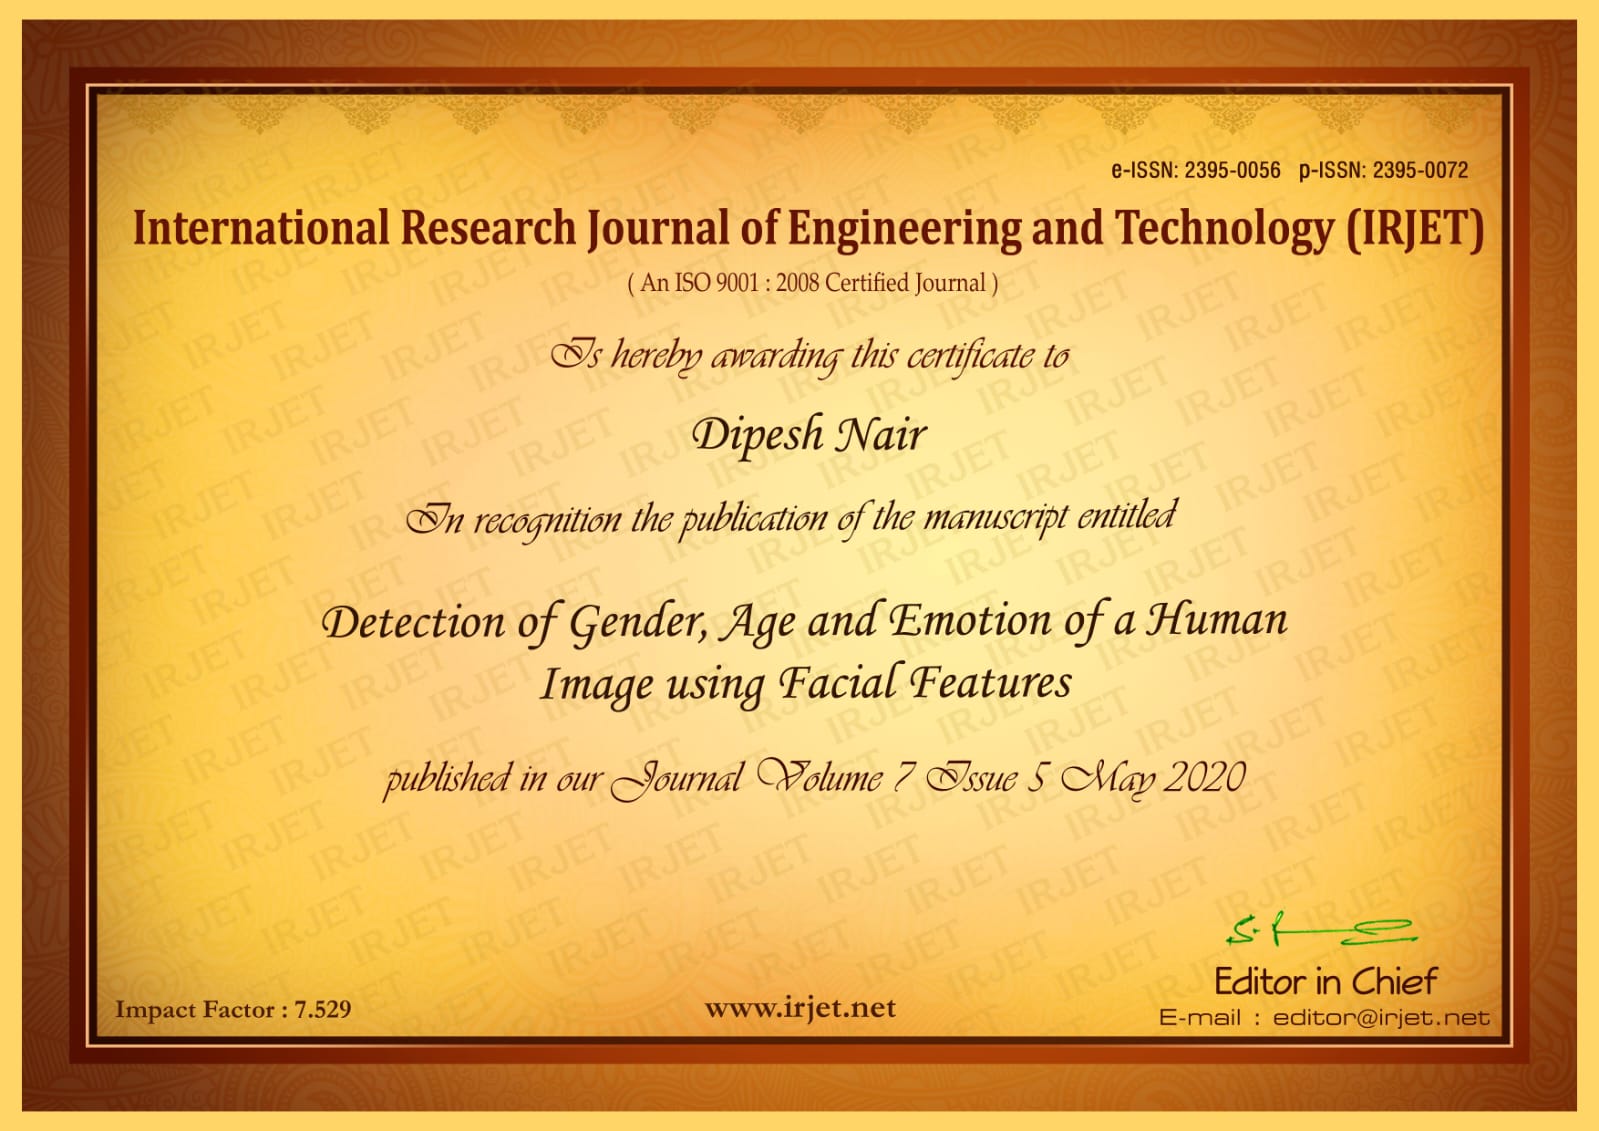 e-ISSN: 2395-0056 p-ISSN: 2395-0072
International Research Journal of Engineering and Technology (IRJET)
( An ISO 9001 : 2008 Certified Journal )
Is hereby awarding this certificate to
Dipesh Nair
In recognition the publication of the manuscript entitled
Detection of Gender, Age and Emotion of a Human
Image using Facial Features
published in our Journal Volume 7 Issue 5 May 2020
Editor in Chief
Impact Factor : 7.529
www.irjet.net
E-mail : editor@irjet.net